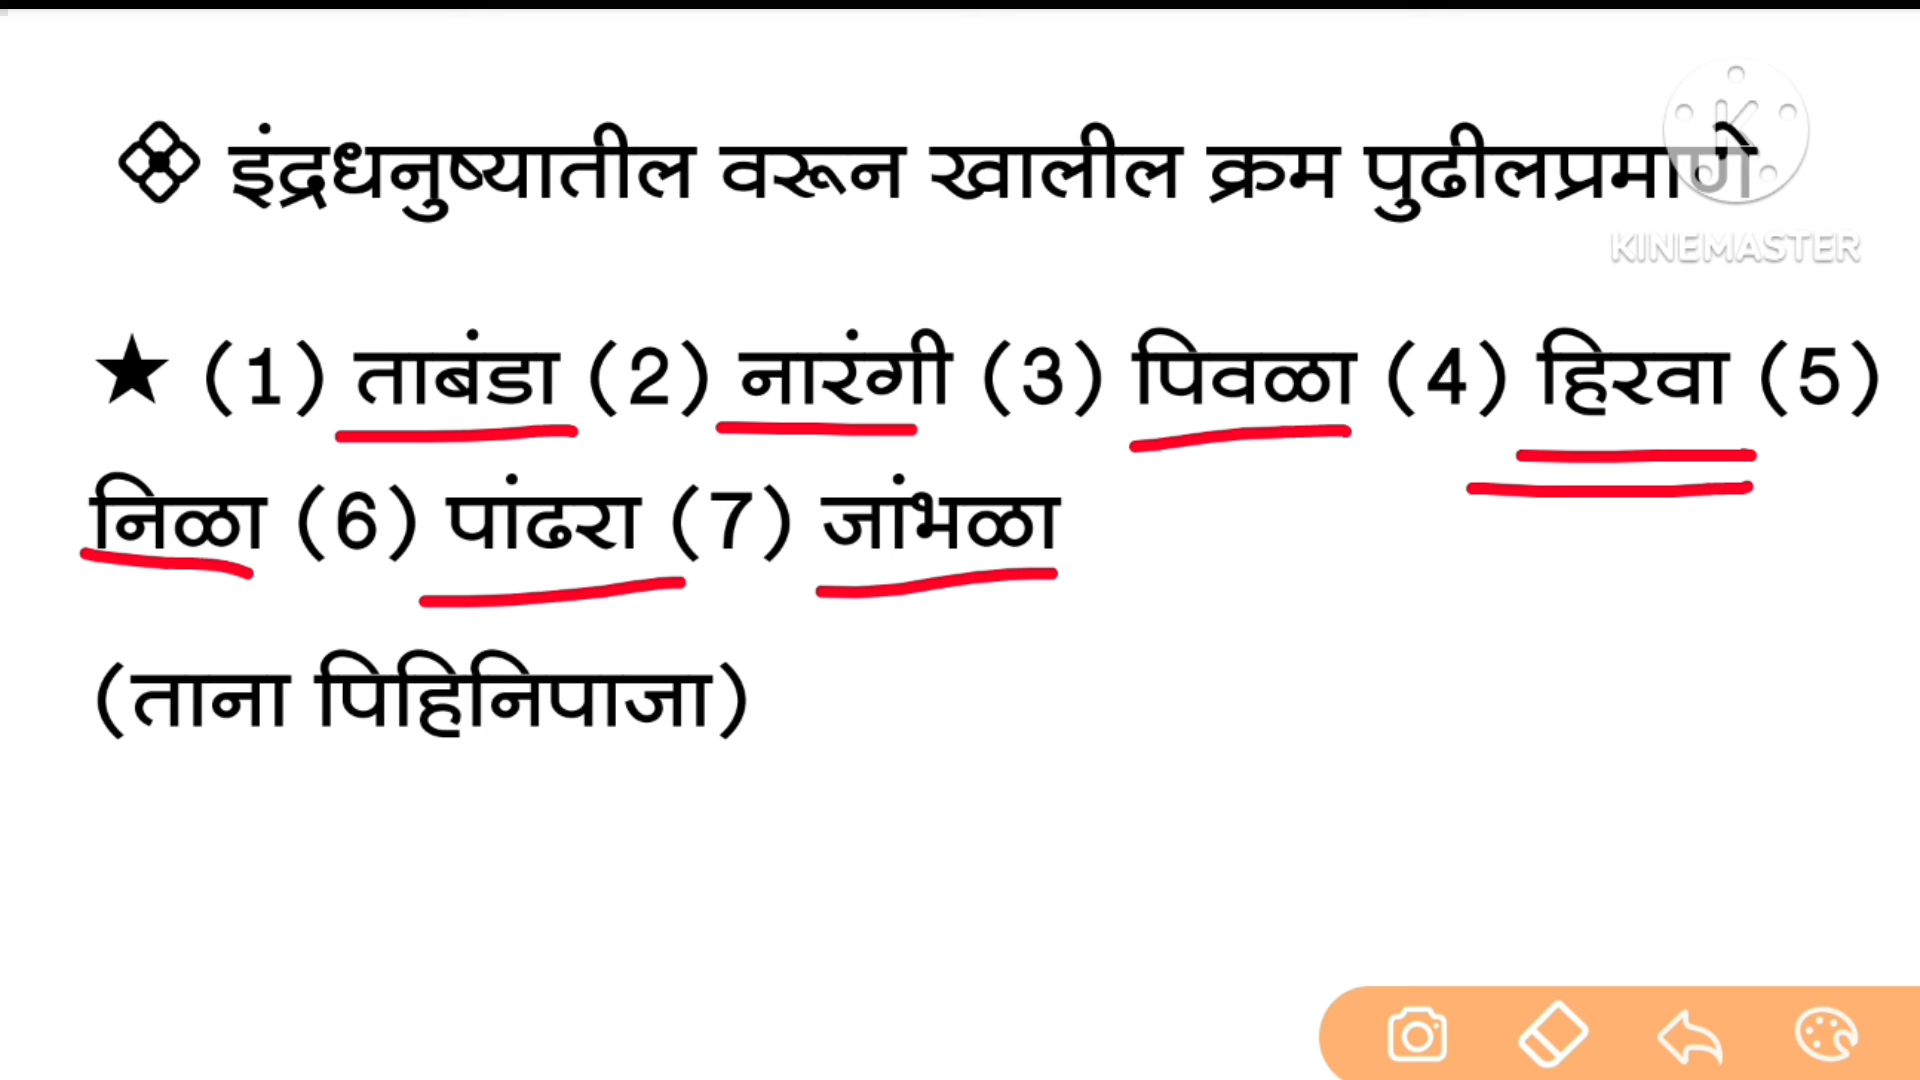 ❖ इंद्रधनुष्यातील वरून खालील क्रम पुढीलप्रमाणे
KINEMASTER
★ (1) ताबंडा (2) नारंगी (3) पिवळा (4) हिरवा (5)
निळा (6) पांढरा (7) जांभळा
(ताना पिहिनिपाजा)